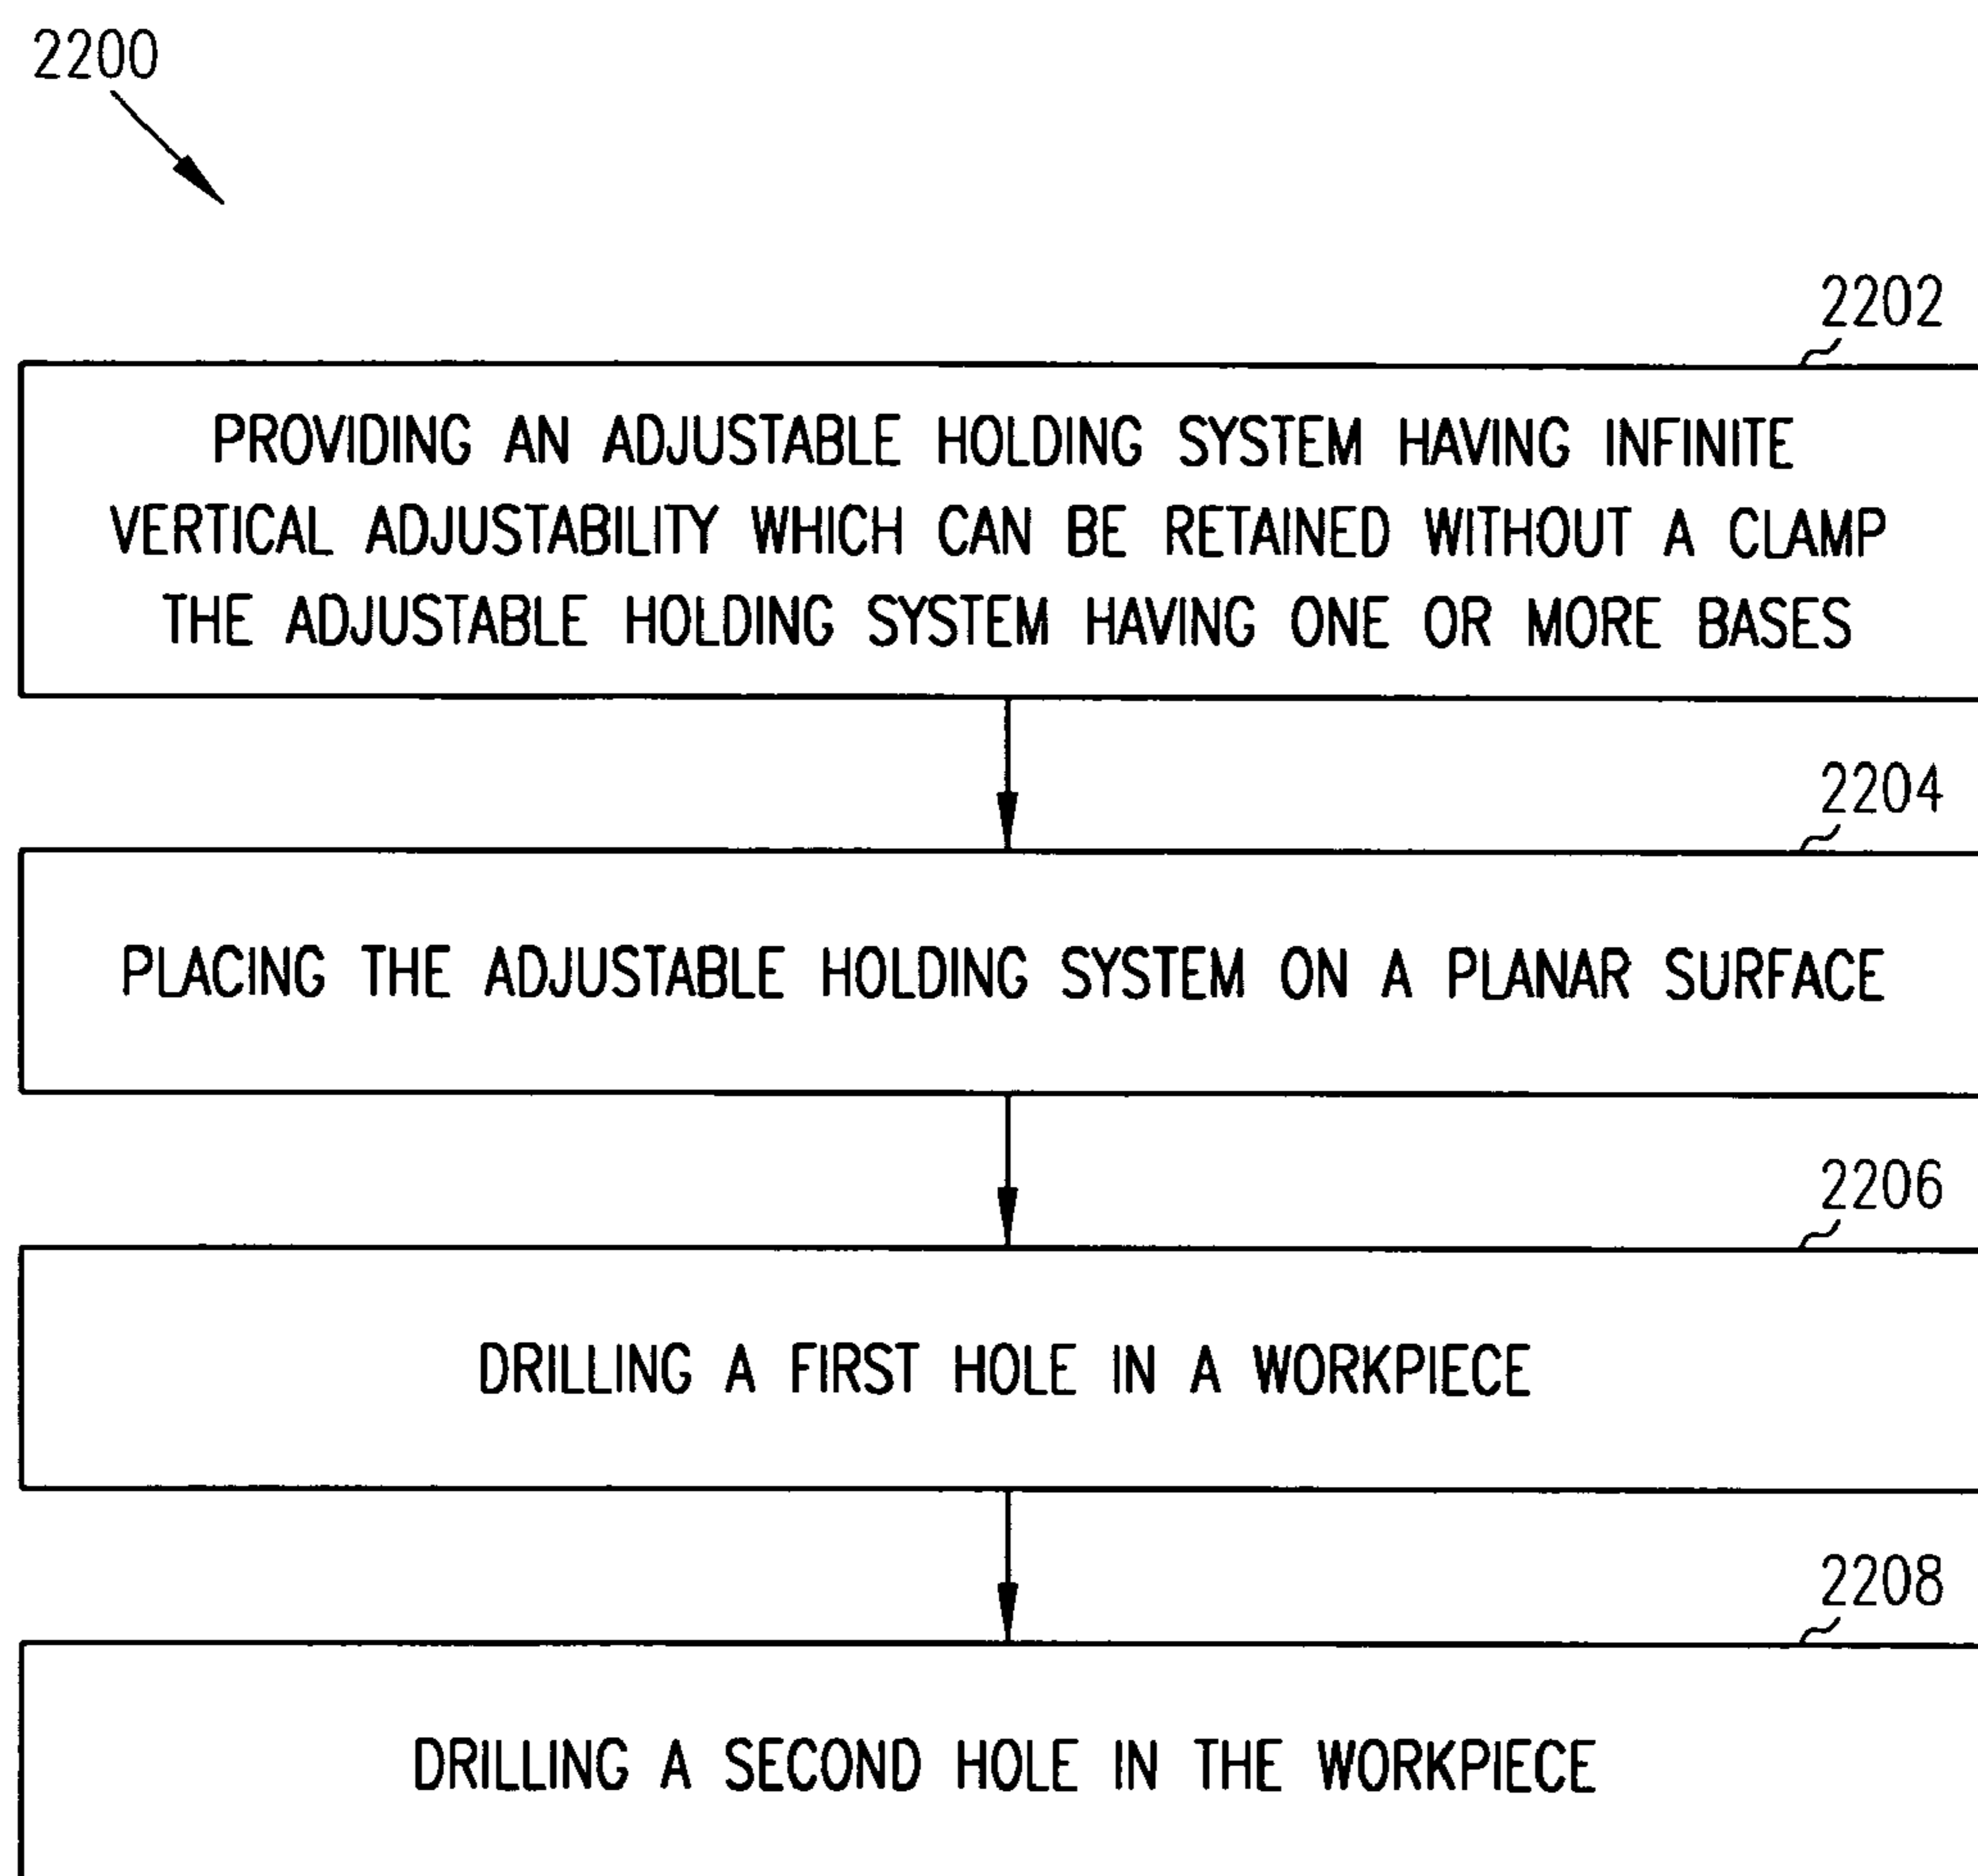 2200
2202
PROVIDING AN ADJUSTABLE HOLDING SYSTEM HAVING INFINITE
VERTICAL ADJUSTABILITY WHICH CAN BE RETAINED WITHOUT A CLAMP
THE ADJUSTABLE HOLDING SYSTEM HAVING ONE OR MORE BASES
2204
PLACING THE ADJUSTABLE HOLDING SYSTEM ON A PLANAR SURFACE
2206
DRILLING A FIRST HOLE IN A WORKPIECE
2208
DRILLING A SECOND HOLE IN THE WORKPIECE